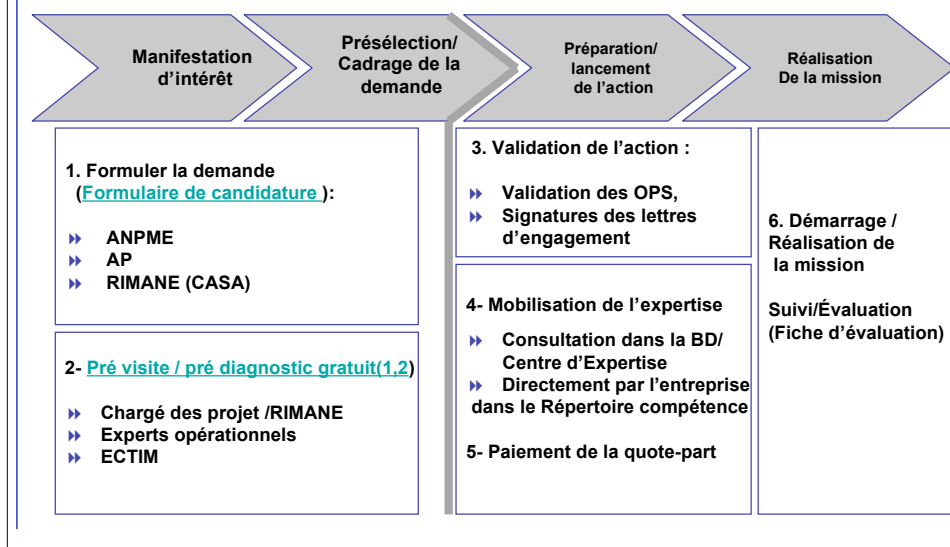 Manifestation
d’intérêt
Présélection/
Cadrage de la
demande
Préparation/
lancement
de l’action
Réalisation
De la mission
1. Formuler la demande
(Formulaire de candidature ):
ANPME
AP
RIMANE (CASA)
2- Pré visite / pré diagnostic gratuit(1,2)
Chargé des projet /RIMANE
Experts opérationnels
ECTIM
3. Validation de l’action :
Validation des OPS,
Signatures des lettres
d’engagement
4- Mobilisation de l’expertise
Consultation dans la BD/
Centre d’Expertise
Directement par l’entreprise
dans le Répertoire compétence
5- Paiement de la quote-part
6. Démarrage /
Réalisation de
la mission
Suivi/Évaluation
(Fiche d’évaluation)